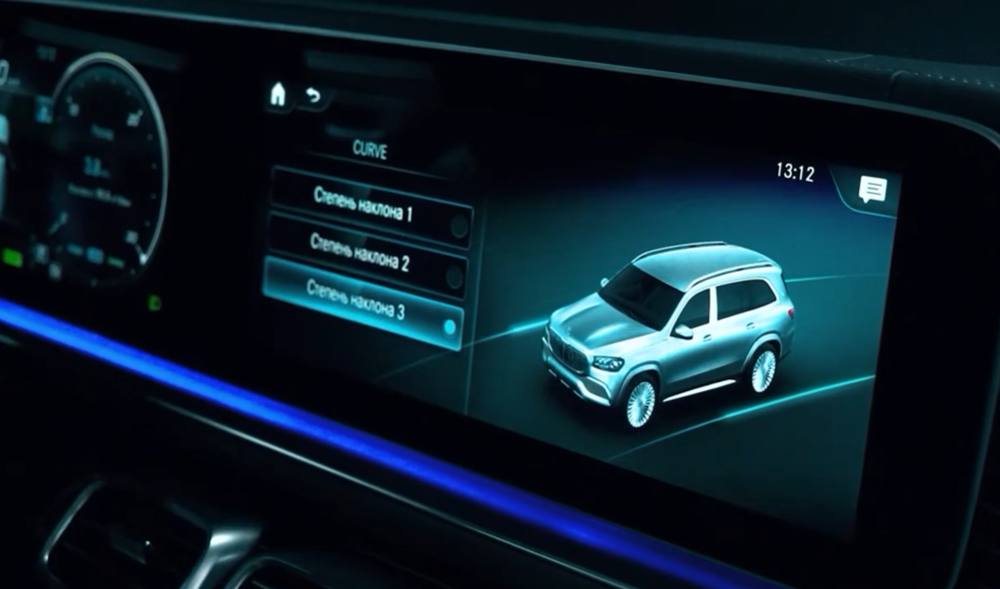 CURVE
13:12
Степень наклона 1
Степень наклона 2
Степень наклона 3